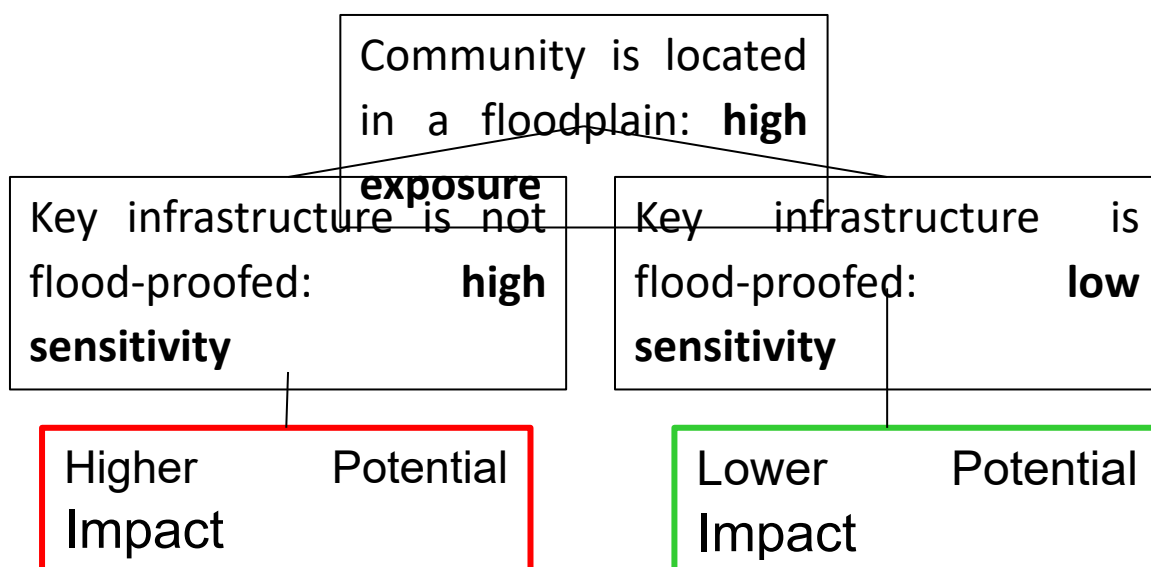 Community is located
in a floodplain: high
exposure
Key infrastructure is not
flood-proofed: high
sensitivity
Key infrastructure is
flood-proofed: low
sensitivity
Higher Potential
Impact
Lower Potential
Impact